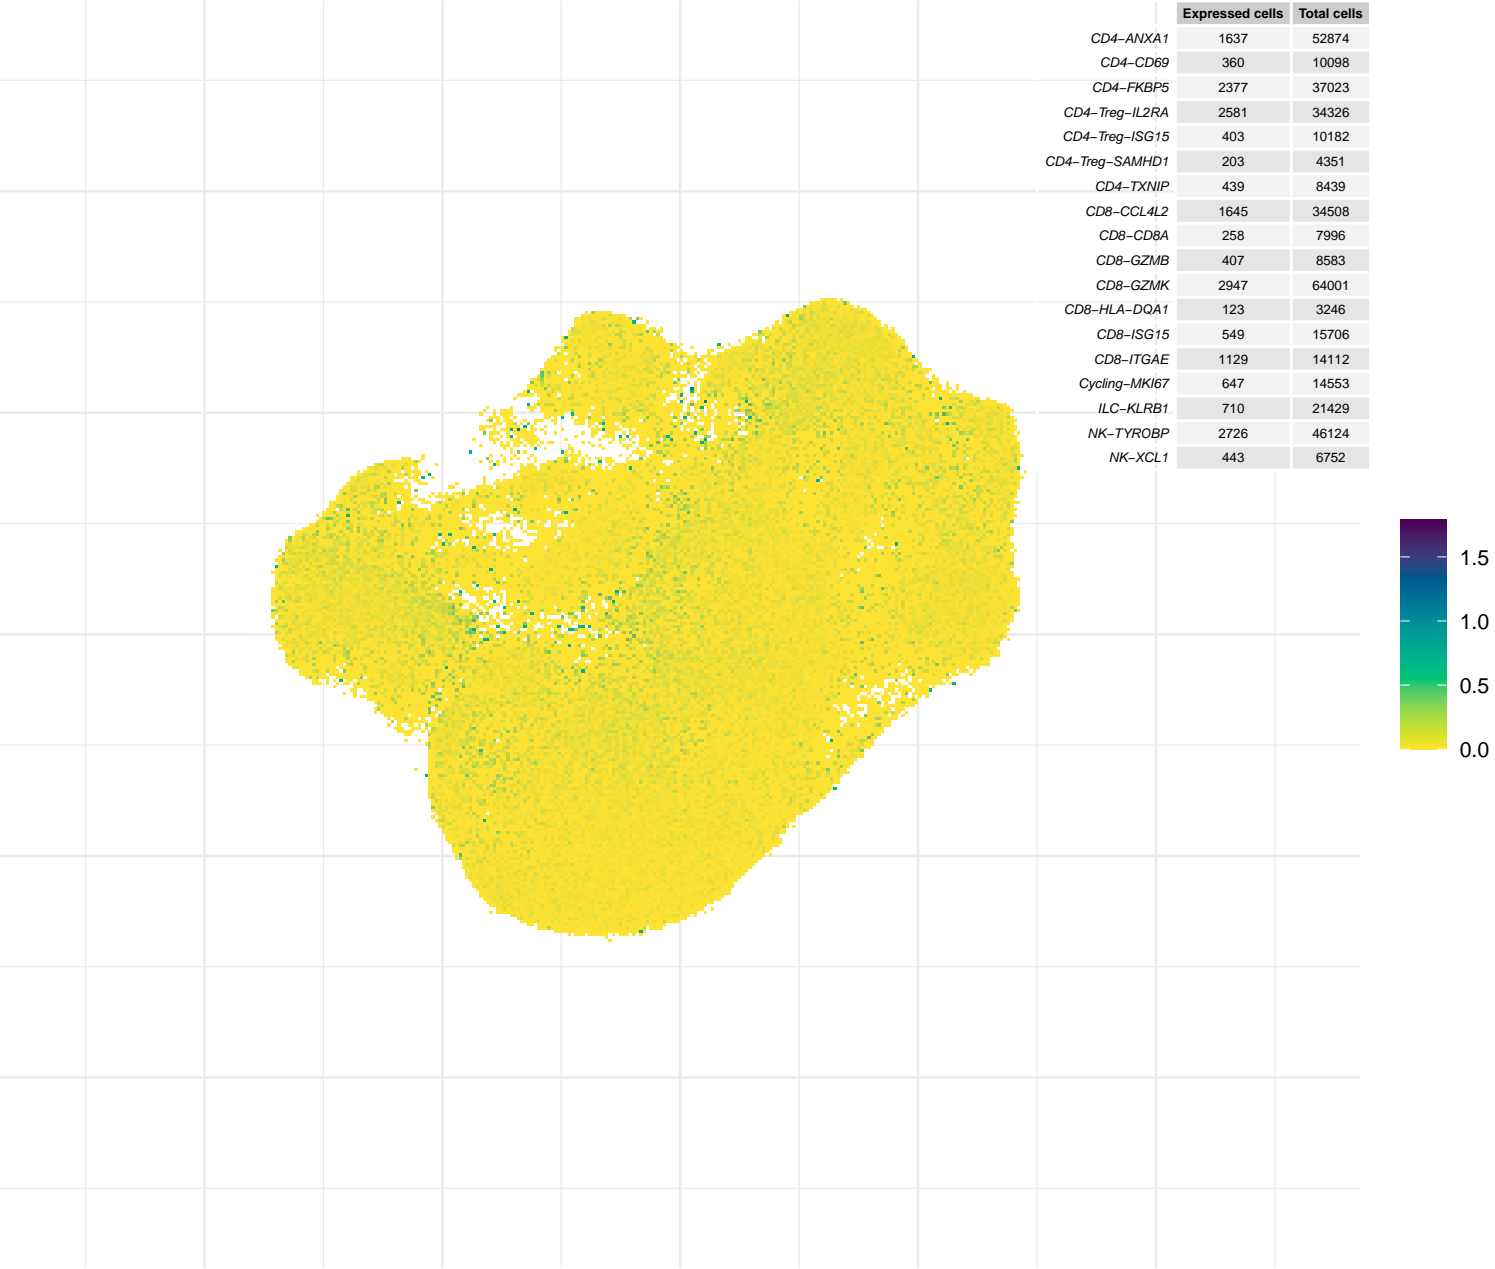 Expressed cells Total cells
CD4−ANXA1 1637 52874
CD4−CD69 360 10098
CD4−FKBP5 2377 37023
CD4−Treg−IL2RA 2581 34326
CD4−Treg−ISG15 403 10182
CD4−Treg−SAMHD1 203 4351
CD4−TXNIP 439 8439
CD8−CCL4L2 1645 34508
CD8−CD8A 258 7996
CD8−GZMB 407 8583
CD8−GZMK 2947 64001
CD8−HLA−DQA1 123 3246
CD8−ISG15 549 15706
CD8−ITGAE 1129 14112
Cycling−MKI67 647 14553
ILC−KLRB1 710 21429
NK−TYROBP 2726 46124
NK−XCL1 443 6752
1.5
1.0
0.5
0.0